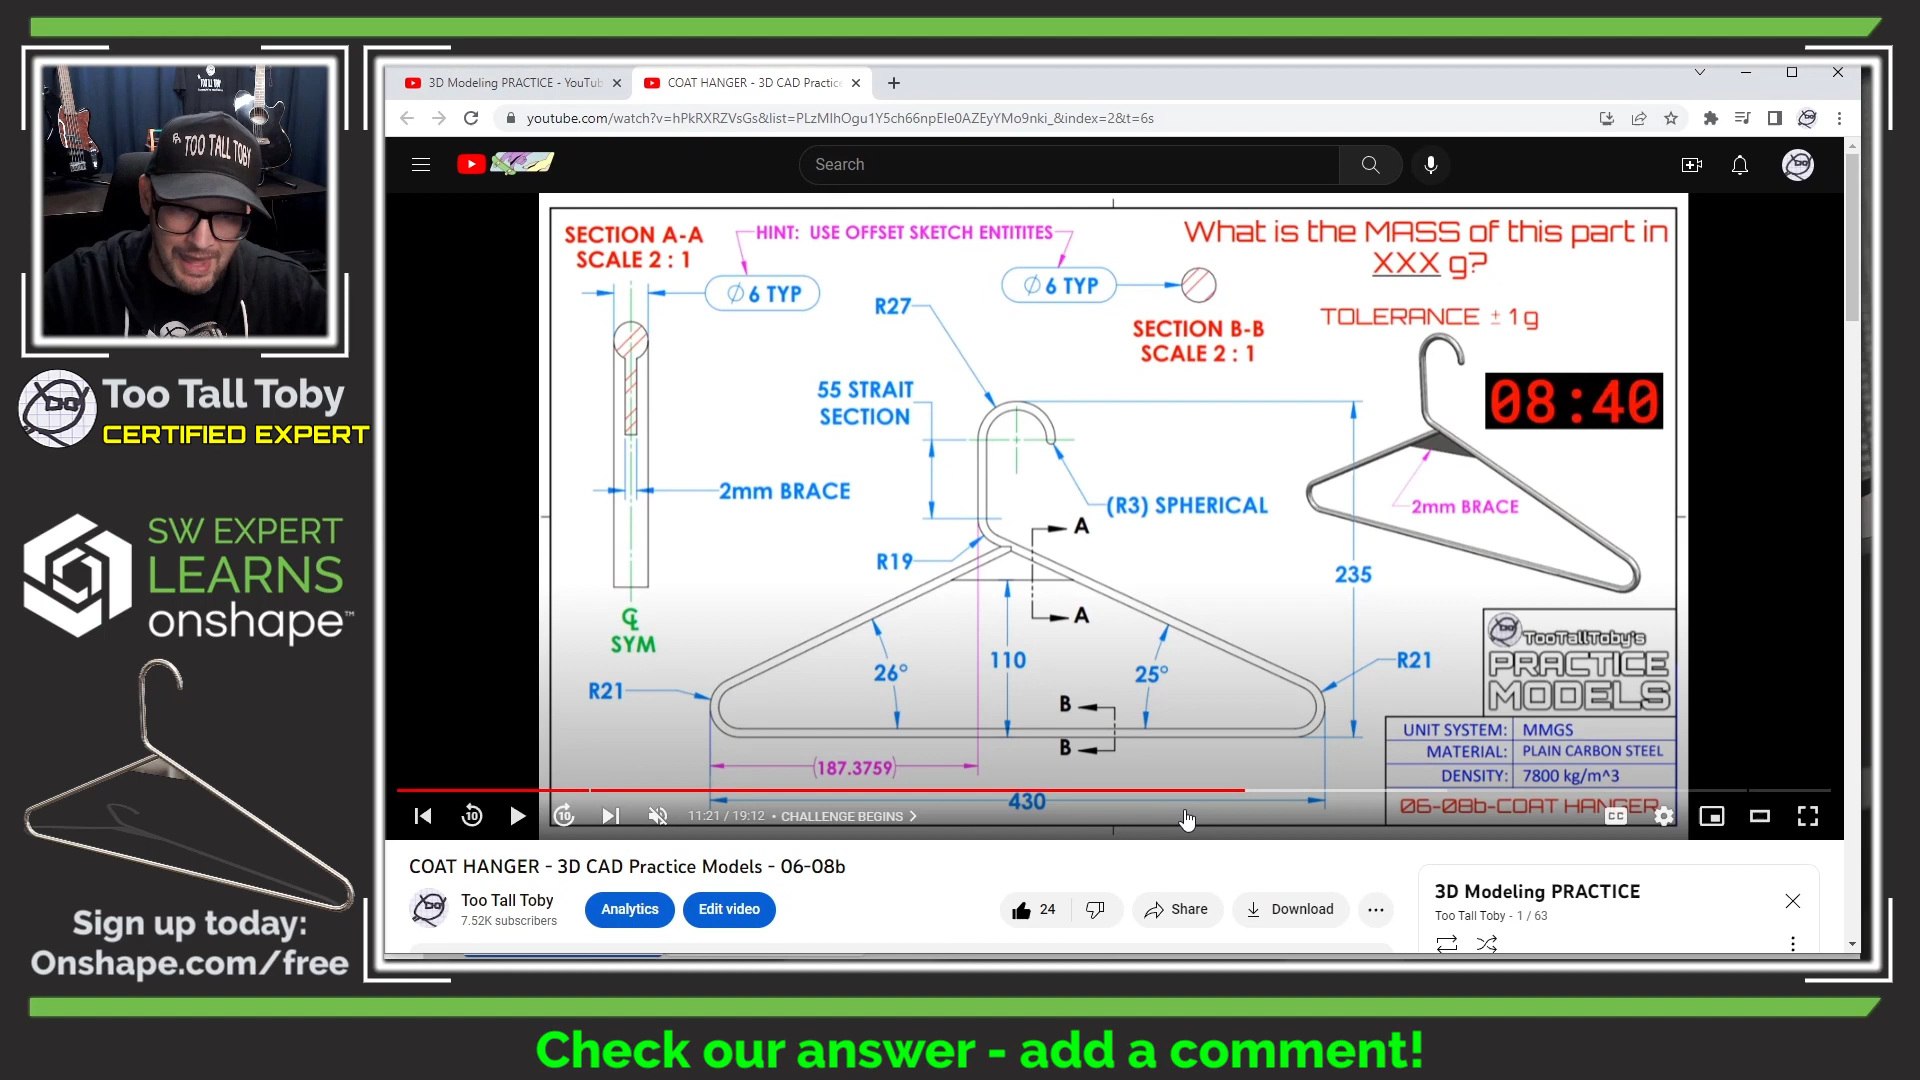 TOO TALL TOBY
Too Tall Toby
CERTIFIED EXPERT
SW EXPERT
LEARNS
onshape™
Sign up today:
Onshape.com/free
3D Modeling PRACTICE - YouTub
COAT HANGER - 3D CAD Practice
youtube.com/watch?v=hPkRXRZVsGs&list=PLzMIhOgu1Y5ch66npEle0AZEyYMo9nki_&index=2&t=6s
Search
SECTION A-A
SCALE 2 : 1
HINT: USE OFFSET SKETCH ENTITITES
What is the MASS of this part in
XXX g?
∅ 6 TYP
∅ 6 TYP
R27
TOLERANCE ± 1 g
SECTION B-B
SCALE 2 : 1
08:40
55 STRAIT
SECTION
2mm BRACE
(R3) SPHERICAL
2mm BRACE
A
R19
235
A
℄
SYM
26°
110
25°
R21
R21
B
B
(187.3759)
430
TooTallToby's
PRACTICE
MODELS
UNIT SYSTEM: MMGS
MATERIAL: PLAIN CARBON STEEL
DENSITY: 7800 kg/m^3
06-08b-COAT HANGER
10
10
11:21 / 19:12 • CHALLENGE BEGINS
CC
COAT HANGER - 3D CAD Practice Models - 06-08b
Too Tall Toby
7.52K subscribers
Analytics
Edit video
24
Share
Download
3D Modeling PRACTICE
Too Tall Toby - 1 / 63
Check our answer - add a comment!